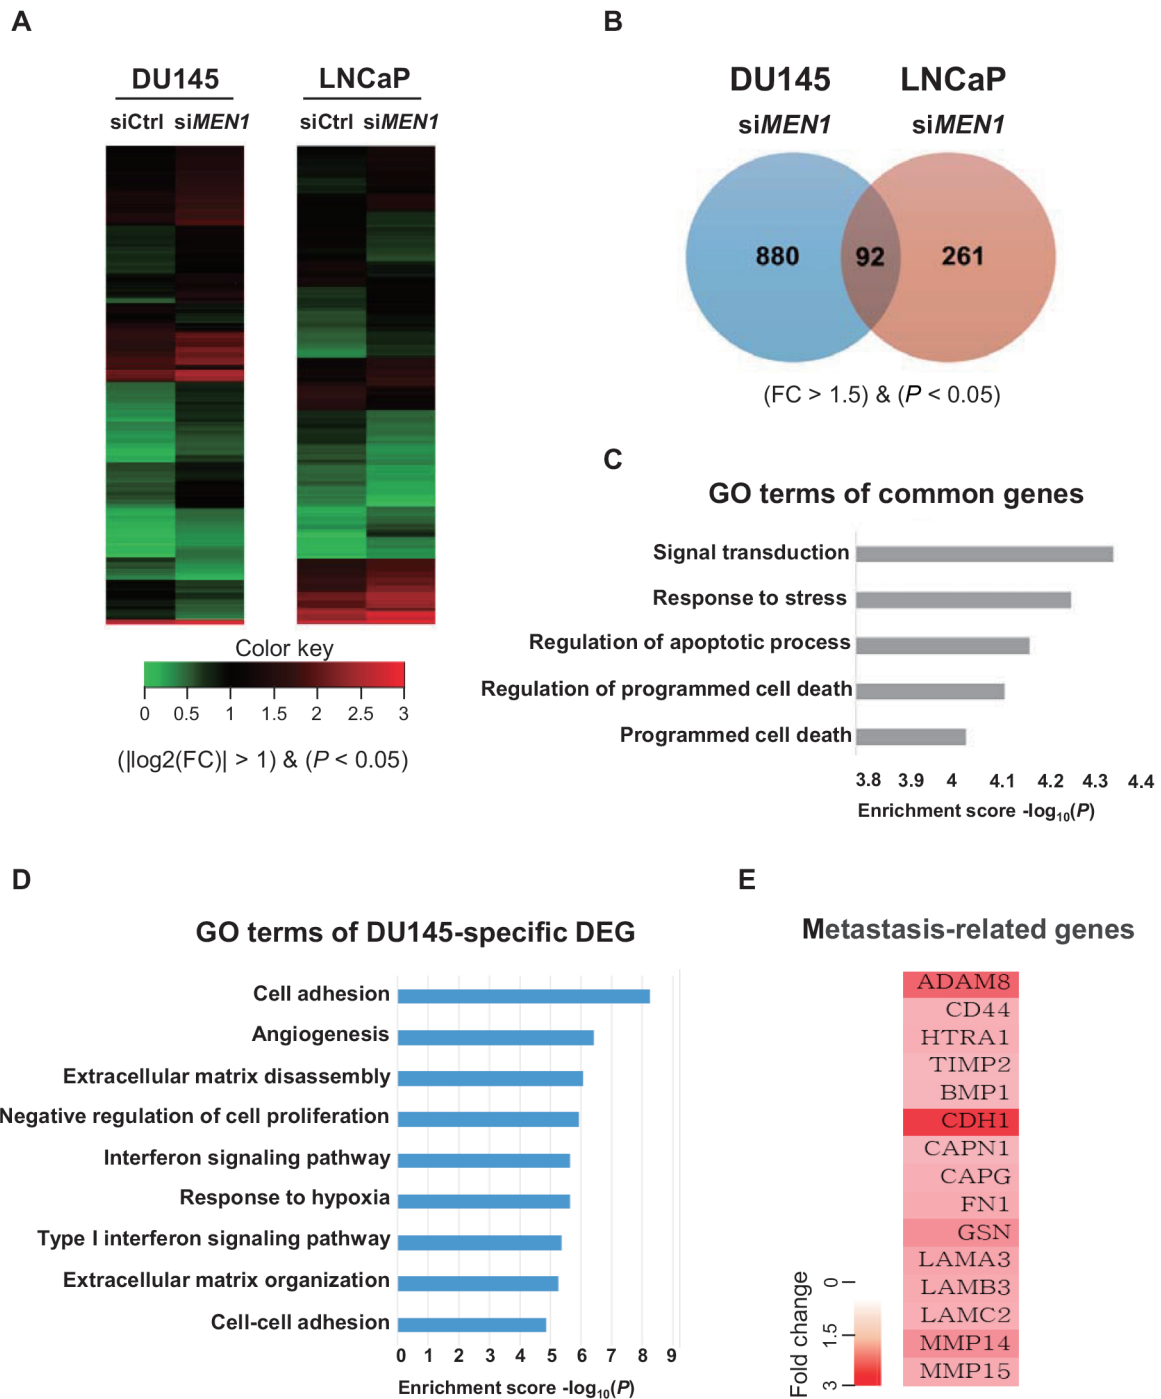 A
DU145 LNCaP
siCtrl siMEN1 siCtrl siMEN1
Color key
0 0.5 1 1.5 2 2.5 3
(|log2(FC)| > 1) & (P < 0.05)
B
DU145 LNCaP
siMEN1 siMEN1
880 92 261
(FC > 1.5) & (P < 0.05)
C
GO terms of common genes
Signal transduction
Response to stress
Regulation of apoptotic process
Regulation of programmed cell death
Programmed cell death
3.8 3.9 4 4.1 4.2 4.3 4.4
Enrichment score -log10(P)
D
GO terms of DU145-specific DEG
Cell adhesion
Angiogenesis
Extracellular matrix disassembly
Negative regulation of cell proliferation
Interferon signaling pathway
Response to hypoxia
Type I interferon signaling pathway
Extracellular matrix organization
Cell-cell adhesion
0 1 2 3 4 5 6 7 8 9
Enrichment score -log10(P)
E
Metastasis-related genes
ADAM8
CD44
HTRA1
TIMP2
BMP1
CDH1
CAPN1
CAPG
FN1
GSN
LAMA3
LAMB3
LAMC2
MMP14
MMP15
Fold change
0
1.5
3